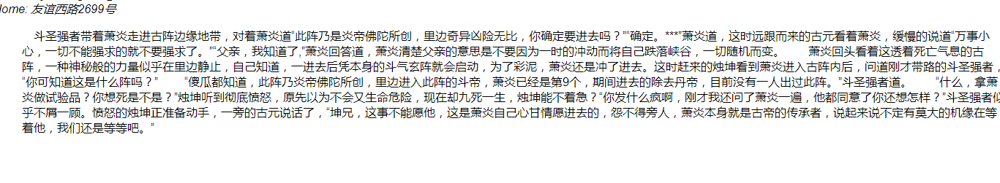 Home: 友谊西路2699号
斗圣强者带着萧炎走进古阵边缘地带，对着萧炎道“此阵乃是炎帝佛陀所创，里边奇异凶险无比，你确定要进去吗？”“确定。***”萧炎道，这时远跟而来的古元看着萧炎，缓慢的说道“万事小
心，一切不能强求的就不要强求了。”“父亲，我知道了,”萧炎回答道，萧炎清楚父亲的意思是不要因为一时的冲动而将自己跌落峡谷，一切随机而变。 萧炎回头看着这透着死亡气息的古
阵，一种神秘般的力量似乎在里边静止，自己知道，一进去后凭本身的斗气玄阵就会启动，为了彩泥，萧炎还是冲了进去。这时赶来的烛坤看到萧炎进入古阵内后，问道刚才带路的斗圣强者，
“你可知道这是什么阵吗？” “傻瓜都知道，此阵乃炎帝佛陀所创，里边进入此阵的斗帝，萧炎已经是第9个，期间进去的除去丹帝，目前没有一人出过此阵。”斗圣强者道。 “什么，拿萧
炎做试验品？你想死是不是？”烛坤听到彻底愤怒，原先以为不会又生命危险，现在却九死一生，烛坤能不着急？“你发什么疯啊，刚才我还问了萧炎一遍，他都同意了你还想怎样？”斗圣强者似
乎不屑一顾。愤怒的烛坤正准备动手，一旁的古元说话了，“坤兄，这事不能愿他，这是萧炎自己心甘情愿进去的，怨不得旁人，萧炎本身就是古帝的传承者，说起来说不定有莫大的机缘在等
着他，我们还是等等吧。”